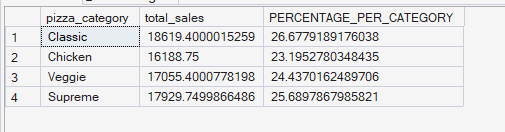 pizza_category total_sales PERCENTAGE_PER_CATEGORY
1 Classic 18619.4000015259 26.6779189176038
2 Chicken 16188.75 23.1952780348435
3 Veggie 17055.4000778198 24.4370162489706
4 Supreme 17929.7499866486 25.6897867985821